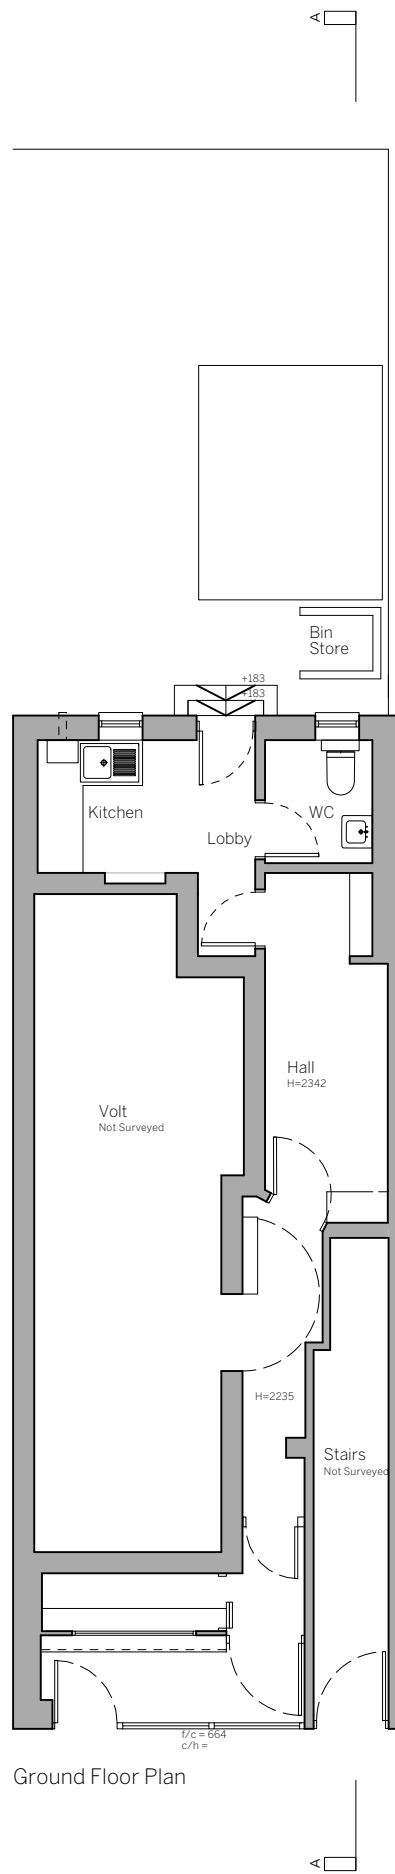 A
Bin
Store
+183
+183
Kitchen
WC
Lobby
Hall
H=2342
Volt
Not Surveyed
H=2235
Stairs
Not Surveyed
f/c = 664
c/h =
Ground Floor Plan
A